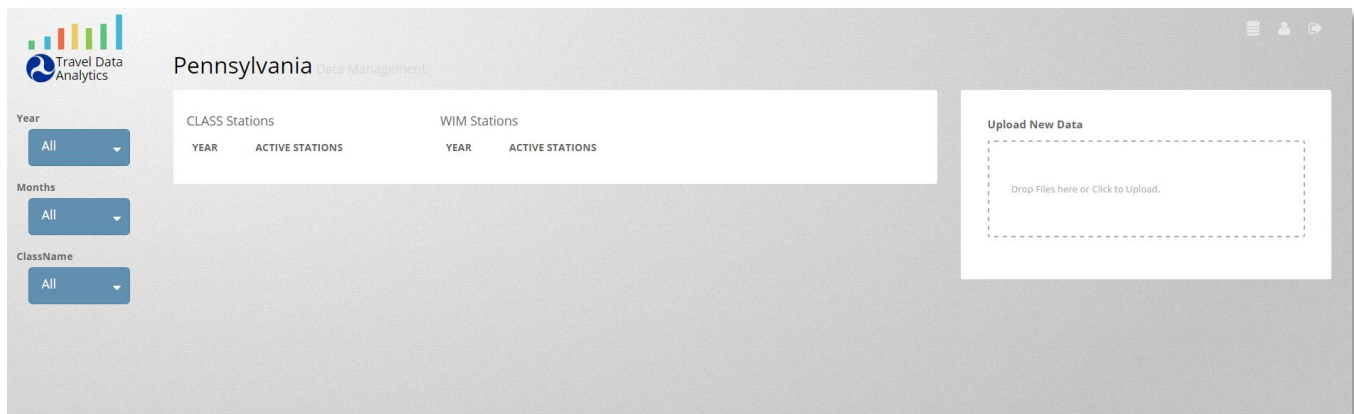 Travel Data
Analytics
Pennsylvania Data Management
Year
All
Months
All
ClassName
All
CLASS Stations
YEAR ACTIVE STATIONS
WIM Stations
YEAR ACTIVE STATIONS
Upload New Data
Drop Files here or Click to Upload.